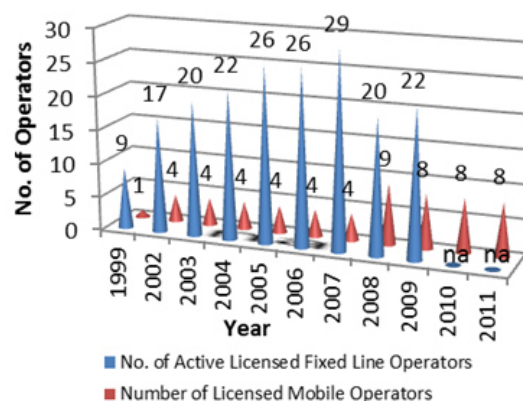 No. of Operators
30
25
20
15
10
5
0
9 17 20 22 26 26 29 20 22 na na
1 4 4 4 4 4 4 9 8 8 8
1999 2002 2003 2004 2005 2006 2007 2008 2009 2010 2011
Year
No. of Active Licensed Fixed Line Operators
Number of Licensed Mobile Operators